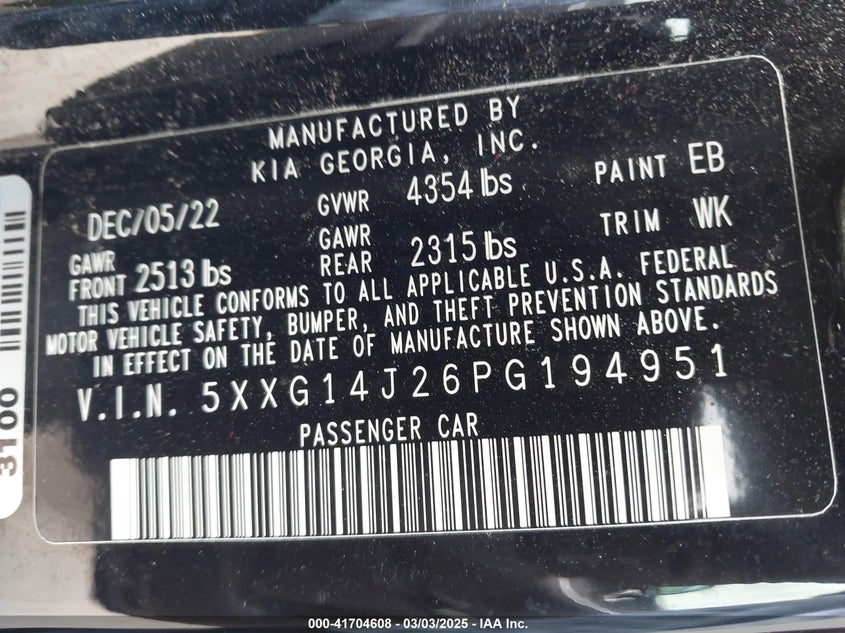 MANUFACTURED BY
KIA GEORGIA, INC.
DEC/05/22 GVWR 4354 lbs PAINT EB
GAWR FRONT 2513 lbs GAWR REAR 2315 lbs TRIM WK
THIS VEHICLE CONFORMS TO ALL APPLICABLE U.S.A. FEDERAL
MOTOR VEHICLE SAFETY, BUMPER, AND THEFT PREVENTION STANDARDS
IN EFFECT ON THE DATE OF MANUFACTURE SHOWN ABOVE.
V.I.N. 5XXG14J26PG194951
PASSENGER CAR
3100
000-41704608 - 03/03/2025 - IAA Inc.